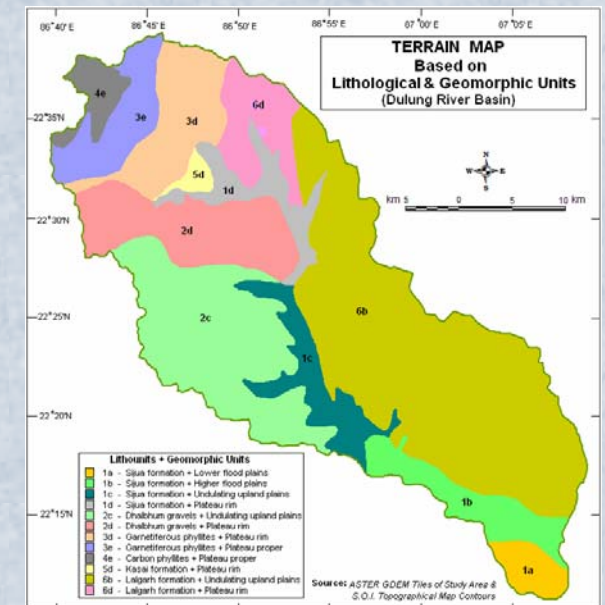 86°40' E
86°45' E
86°50' E
86°55' E
87°00' E
87°05' E
TERRAIN MAP
Based on
Lithological & Geomorphic Units
(Dulung River Basin)
N
W E
S
km 5 0 5 10 km
22°35'N
22°30'N
22°25'N
22°20'N
22°15'N
4e
3e
3d
6d
5d
1d
2d
2c
6b
1c
1b
1a
Lithounits + Geomorphic Units
1a - Sijua formation + Lower flood plains
1b - Sijua formation + Higher flood plains
1c - Sijua formation + Undulating upland plains
1d - Sijua formation + Plateau rim
2c - Dhalbhum gravels + Undulating upland plains
2d - Dhalbhum gravels + Plateau rim
3d - Garnetiferous phyllites + Plateau rim
3e - Garnetiferous phyllites + Plateau proper
4e - Carbon phyllites + Plateau proper
5d - Kasai formation + Plateau rim
6b - Lalgarh formation + Undulating upland plains
6d - Lalgarh formation + Plateau rim
Source: ASTER GDEM Tiles of Study Area &
S.O.I. Topographical Map Contours